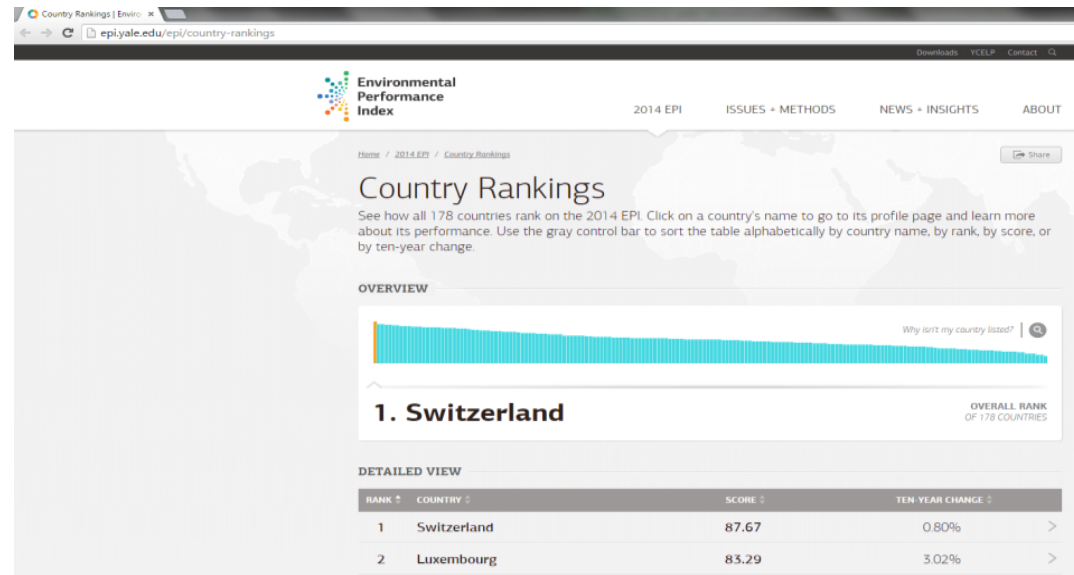 Country Rankings | Enviro
epi.yale.edu/epi/country-rankings
Downloads YCELP Contact
Environmental
Performance
Index
2014 EPI ISSUES + METHODS NEWS + INSIGHTS ABOUT
Home / 2014 EPI / Country Rankings
Share
Country Rankings
See how all 178 countries rank on the 2014 EPI. Click on a country's name to go to its profile page and learn more
about its performance. Use the gray control bar to sort the table alphabetically by country name, by rank, by score, or
by ten-year change.
OVERVIEW
Why isn't my country listed?
1. Switzerland
OVERALL RANK
OF 178 COUNTRIES
DETAILED VIEW
RANK COUNTRY SCORE TEN-YEAR CHANGE
1 Switzerland 87.67 0.80%
2 Luxembourg 83.29 3.02%